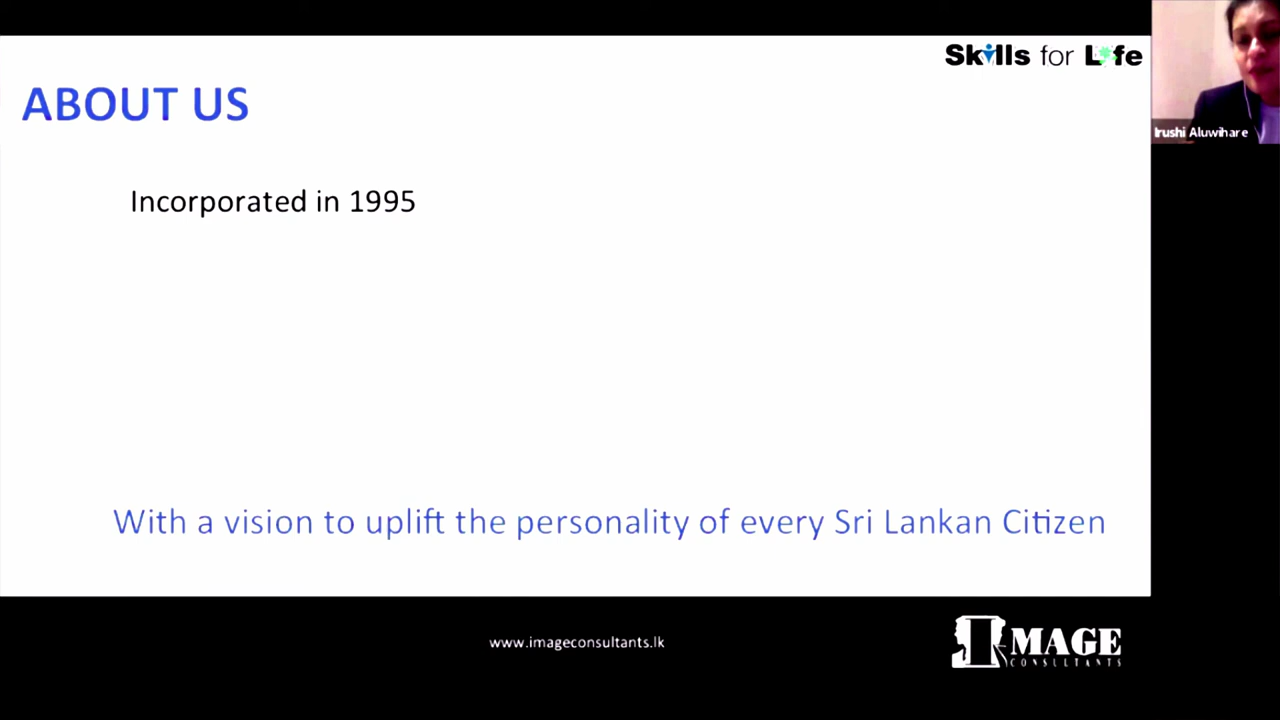 Skills for Life
ABOUT US
Irushi Aluwihare
Incorporated in 1995
With a vision to uplift the personality of every Sri Lankan Citizen
www.imageconsultants.lk
IMAGE
CONSULTANTS